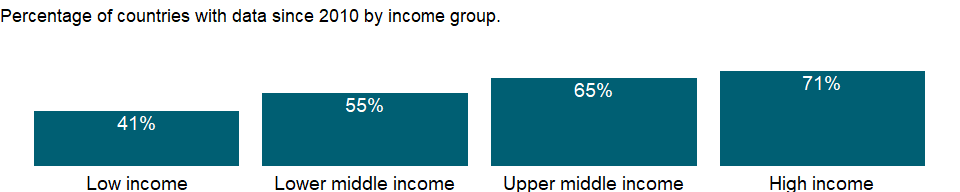 Percentage of countries with data since 2010 by income group.
41%
55%
65%
71%
Low income
Lower middle income
Upper middle income
High income